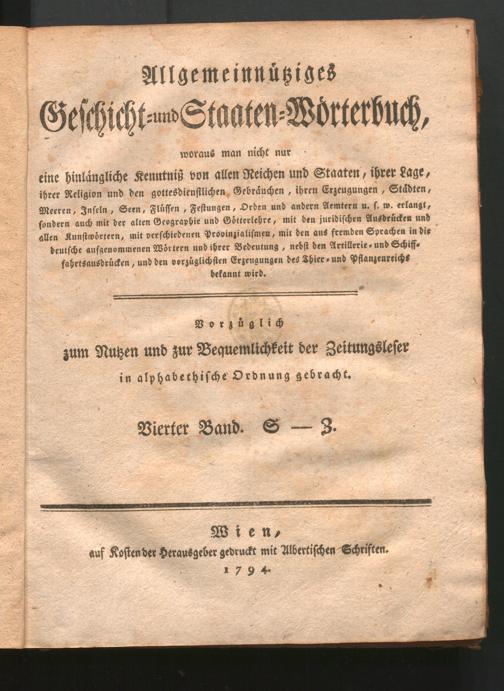 Allgemeinnütziges
Geschicht-und Staaten-Wörterbuch,
woraus man nicht nur
eine hinlängliche Kenntniß von allen Reichen und Staaten, ihrer Lage,
ihrer Religion und den gottesdienstlichen Gebräuchen, ihren Erzeugungen, Städten,
Meeren, Inseln, Seen, Flüssen, Festungen, Orden und andern Aemtern u. s. w. erlangt,
sondern auch mit der alten Geographie und Götterlehre, mit den juridischen Ausdrücken und
allen Kunstwörtern, mit verschiedenen Provinzialismen, mit den aus fremden Sprachen in die
deutsche aufgenommenen Wörtern und ihrer Bedeutung, nebst den Artillerie- und Schiff-
fahrtsausdrücken, und den vorzüglichsten Erzeugungen des Thier- und Pflanzenreichs
bekannt wird.
Vorzüglich
zum Nutzen und zur Bequemlichkeit der Zeitungsleser
in alphabethische Ordnung gebracht.
Vierter Band. S — Z.
Wien,
auf Kosten der Herausgeber gedruckt mit Albertischen Schriften.
1794.